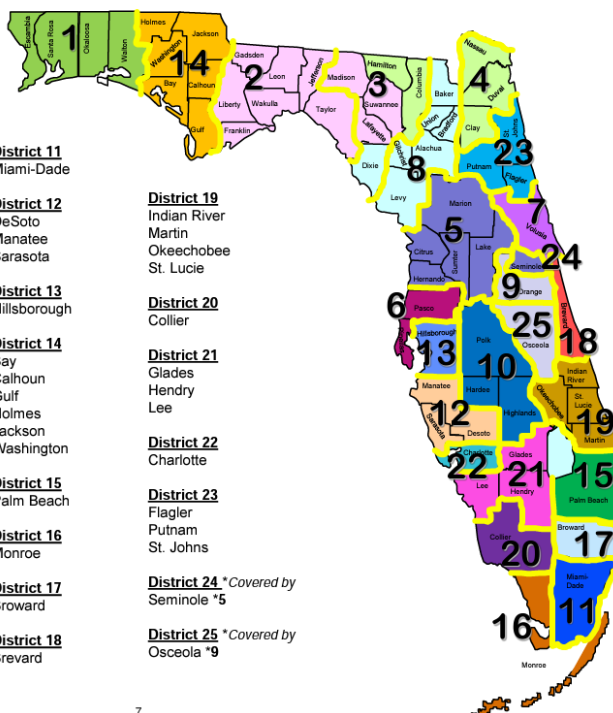 District 11
Miami-Dade
District 12
DeSoto
Manatee
Sarasota
District 13
Hillsborough
District 14
Bay
Calhoun
Gulf
Holmes
Jackson
Washington
District 15
Palm Beach
District 16
Monroe
District 17
Broward
District 18
Brevard
District 19
Indian River
Martin
Okeechobee
St. Lucie
District 20
Collier
District 21
Glades
Hendry
Lee
District 22
Charlotte
District 23
Flagler
Putnam
St. Johns
District 24 *Covered by
Seminole *5
District 25 *Covered by
Osceola *9
7
Escambia
Santa Rosa
Okaloosa
Walton
1
Holmes
Jackson
Washington
14
Bay
Calhoun
Gulf
Gadsden
2
Leon
Liberty
Wakulla
Franklin
Jefferson
Madison
Taylor
Hamilton
3
Suwannee
Lafayette
Columbia
Nassau
4
Duval
Clay
Baker
Union
Bradford
Alachua
Gilchrist
8
Dixie
Levy
St. Johns
23
Putnam
Flagler
Marion
5
Citrus
Sumter
Lake
Hernando
7
Volusia
24
Seminole
9
Orange
25
Osceola
Brevard
18
6
Pasco
Hillsborough
13
Polk
10
Hardee
Highlands
Manatee
12
Sarasota
Desoto
Indian
River
Okeechobee
St.
Lucie
19
Martin
Charlotte
22
Glades
21
Lee
Hendry
15
Palm Beach
Collier
20
Broward
17
Miami-
Dade
11
16
Monroe